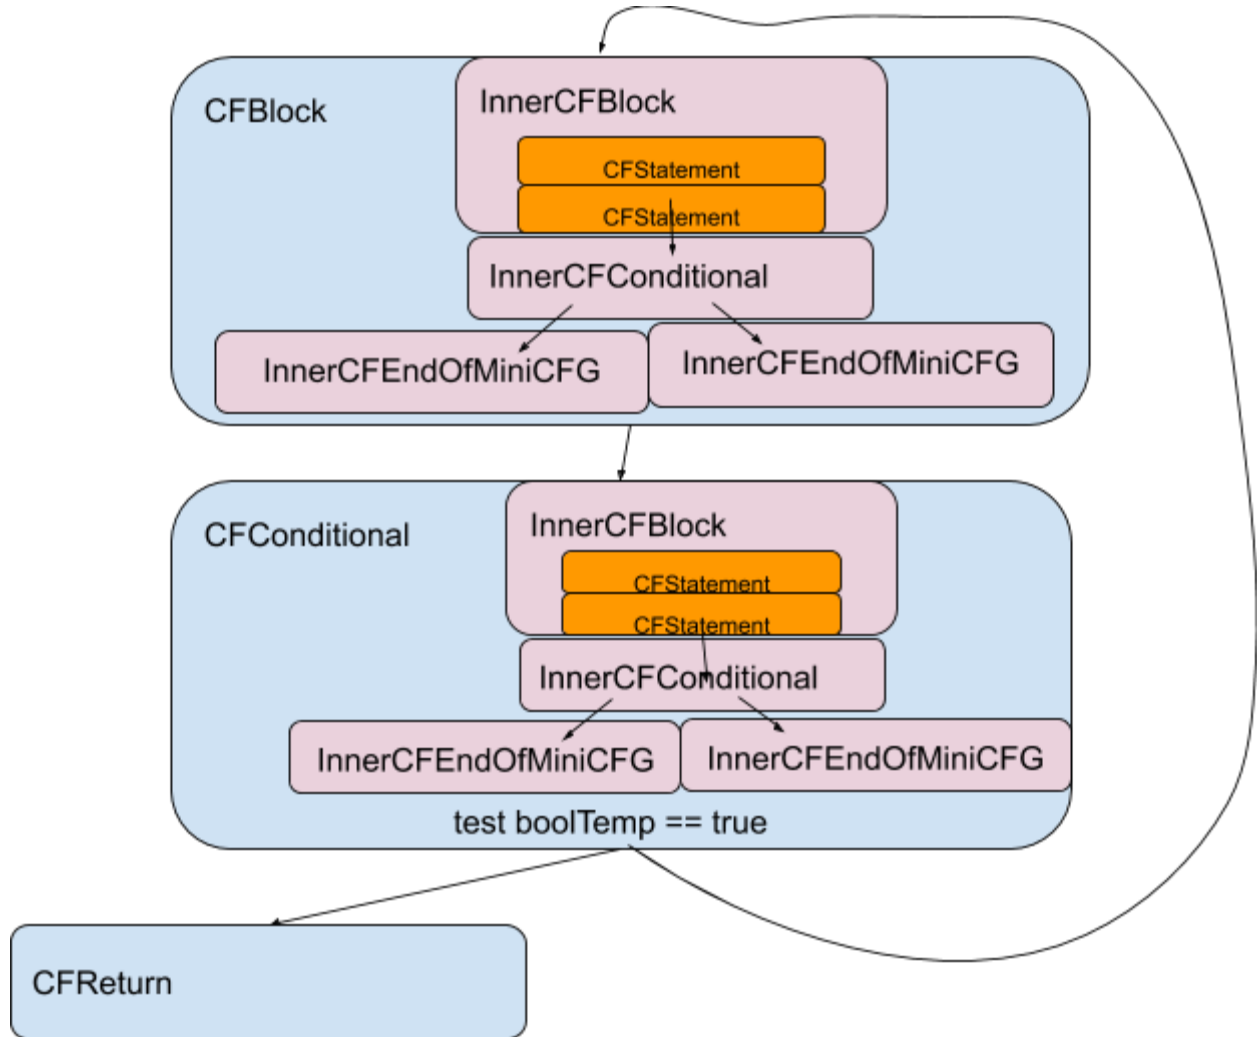 CFBlock
InnerCFBlock
CFStatement
CFStatement
InnerCFConditional
InnerCFEndOfMiniCFG
InnerCFEndOfMiniCFG
CFConditional
InnerCFBlock
CFStatement
CFStatement
InnerCFConditional
InnerCFEndOfMiniCFG
InnerCFEndOfMiniCFG
test boolTemp == true
CFReturn